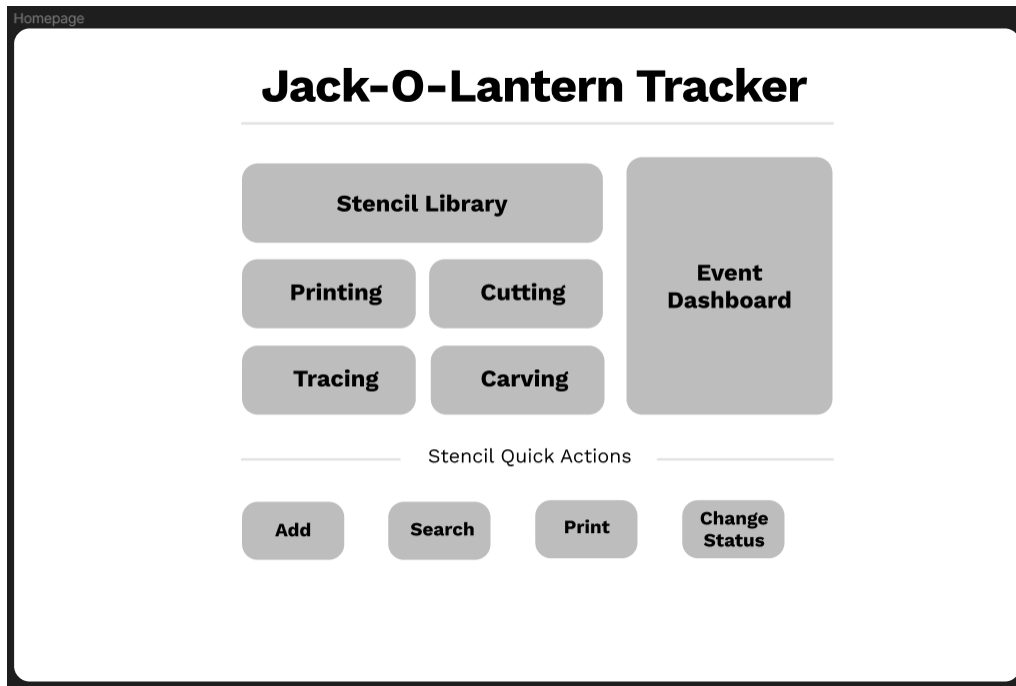 Homepage
Jack-O-Lantern Tracker
Stencil Library
Event
Dashboard
Printing
Cutting
Tracing
Carving
Stencil Quick Actions
Add
Search
Print
Change
Status